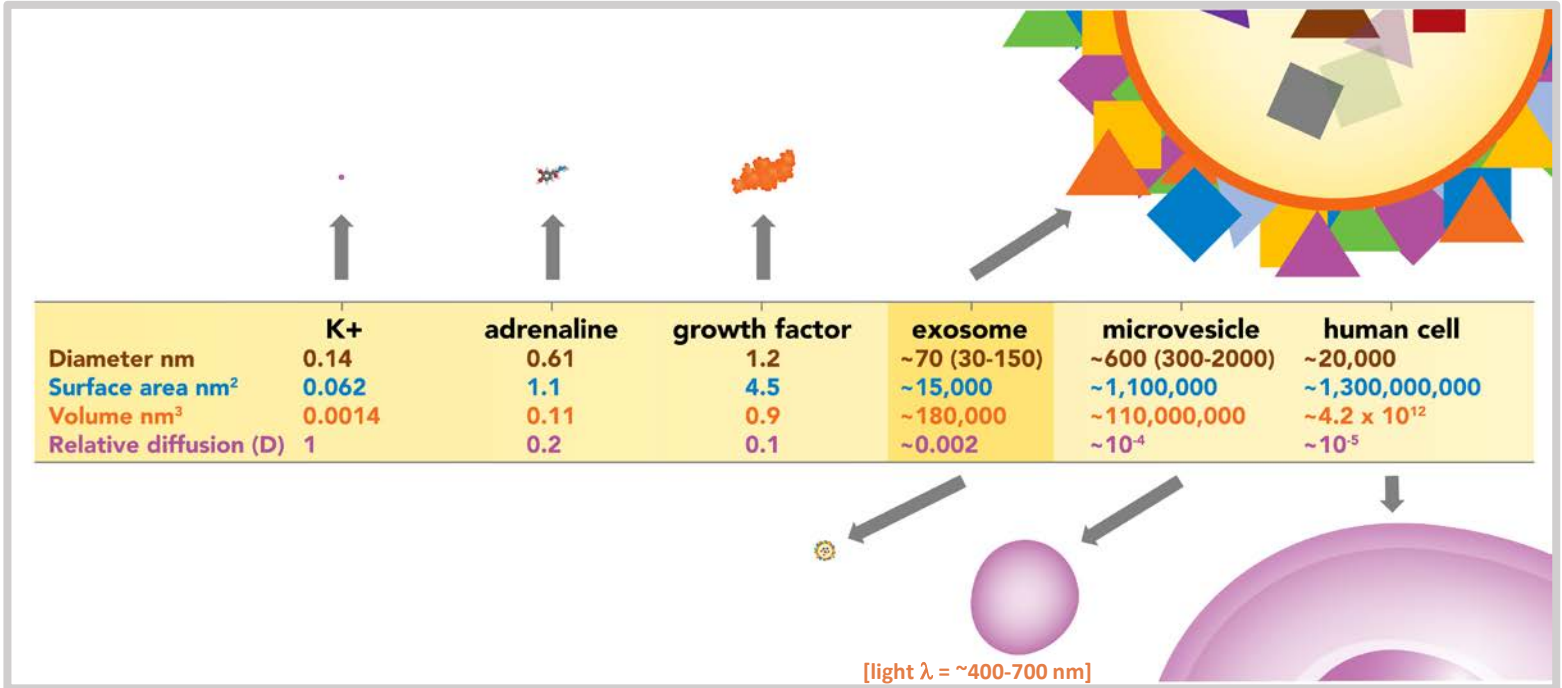 K+ adrenaline growth factor exosome microvesicle human cell
Diameter nm 0.14 0.61 1.2 ~70 (30-150) ~600 (300-2000) ~20,000
Surface area nm² 0.062 1.1 4.5 ~15,000 ~1,100,000 ~1,300,000,000
Volume nm³ 0.0014 0.11 0.9 ~180,000 ~110,000,000 ~4.2 x 10¹²
Relative diffusion (D) 1 0.2 0.1 ~0.002 ~10⁻⁴ ~10⁻⁵
[light λ = ~400-700 nm]